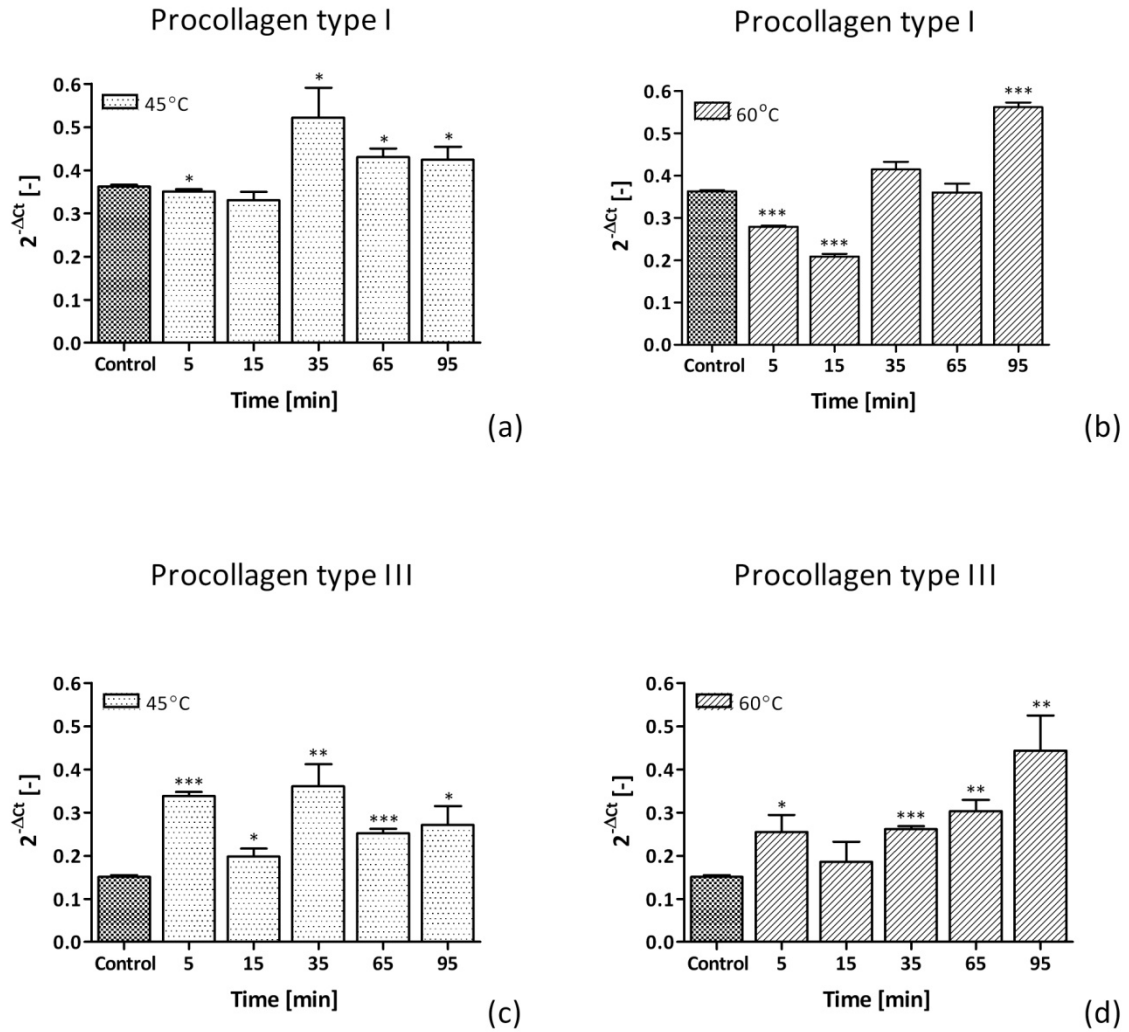 Procollagen type I
*
0.6
45°C
0.5
*
*
0.4
*
0.3
0.2
0.1
0.0
2^-ΔCt [-]
Control 5 15 35 65 95
Time [min]
(a)
Procollagen type I
0.6
***
60°C
0.5
0.4
0.3
***
***
0.2
0.1
0.0
2^-ΔCt [-]
Control 5 15 35 65 95
Time [min]
(b)
Procollagen type III
0.6
45°C
0.5
**
0.4
***
*
0.3
***
*
0.2
0.1
0.0
2^-ΔCt [-]
Control 5 15 35 65 95
Time [min]
(c)
Procollagen type III
0.6
60°C
**
0.5
0.4
**
*
***
0.3
0.2
0.1
0.0
2^-ΔCt [-]
Control 5 15 35 65 95
Time [min]
(d)